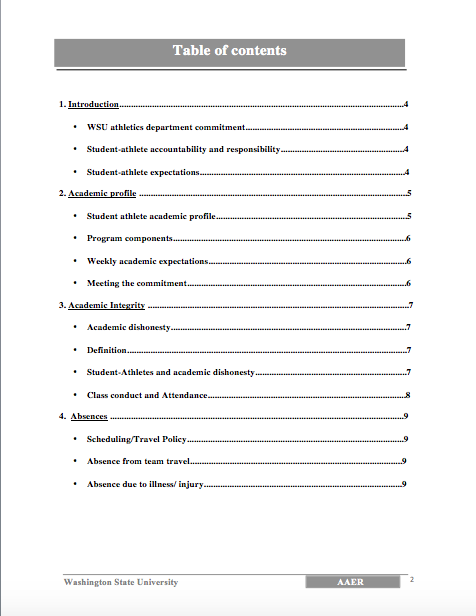 Table of contents
1. Introduction..........................................................................................................4
• WSU athletics department commitment..........................................................4
• Student-athlete accountability and responsibility.............................................4
• Student-athlete expectations...........................................................................4
2. Academic profile ...................................................................................................5
• Student athlete academic profile.....................................................................5
• Program components......................................................................................6
• Weekly academic expectations.......................................................................6
• Meeting the commitment................................................................................6
3. Academic Integrity .................................................................................................7
• Academic dishonesty......................................................................................7
• Definition........................................................................................................7
• Student-Athletes and academic dishonesty......................................................7
• Class conduct and Attendance.........................................................................8
4. Absences ...............................................................................................................9
• Scheduling/Travel Policy................................................................................9
• Absence from team travel...............................................................................9
• Absence due to illness/ injury..........................................................................9
Washington State University AAER 2